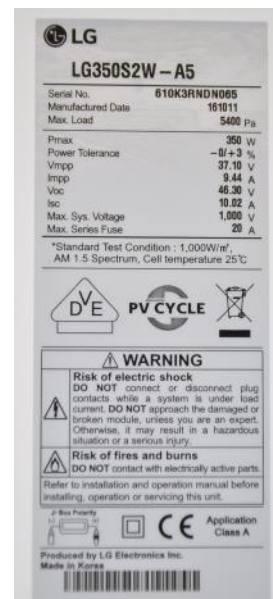 LG
LG350S2W-A5
Serial No. 610K3RNDN065
Manufactured Date 161011
Max. Load 5400 Pa
Pmax 350 W
Power Tolerance -0/+3 %
Vmpp 37.10 V
Impp 9.44 A
Voc 46.30 V
Isc 10.02 A
Max. Sys. Voltage 1,000 V
Max. Series Fuse 20 A
*Standard Test Condition : 1,000W/㎡,
AM 1.5 Spectrum, Cell temperature 25℃
DVE PV CYCLE
WARNING
Risk of electric shock
DO NOT connect or disconnect plug
contacts while a system is under load
current. DO NOT approach the damaged or
broken module, unless you are an expert.
Otherwise, it may result in a hazardous
situation or a serious injury.
Risk of fires and burns
DO NOT contact with electrically active parts.
Refer to installation and operation manual before
installing, operation or servicing this unit.
J-Box Polarity
(-) (+)
CE Application
Class A
Produced by LG Electronics Inc.
Made in Korea